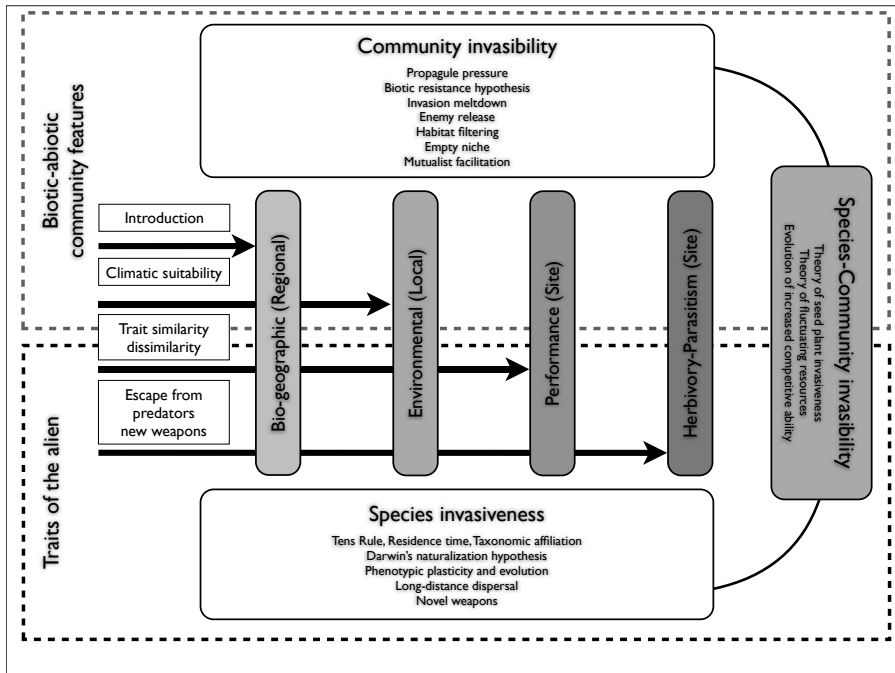 Community invasibility
Propagule pressure
Biotic resistance hypothesis
Invasion meltdown
Enemy release
Habitat filtering
Empty niche
Mutualist facilitation
Biotic-abiotic
community features
Introduction
Climatic suitability
Trait similarity
dissimilarity
Escape from
predators
new weapons
Traits of the alien
Bio-geographic (Regional)
Environmental (Local)
Performance (Site)
Herbivory-Parasitism (Site)
Species-Community invasibility
Theory of seed plant invasiveness
Theory of fluctuating resources
Evolution of increased competitive ability
Species invasiveness
Tens Rule, Residence time, Taxonomic affiliation
Darwin's naturalization hypothesis
Phenotypic plasticity and evolution
Long-distance dispersal
Novel weapons